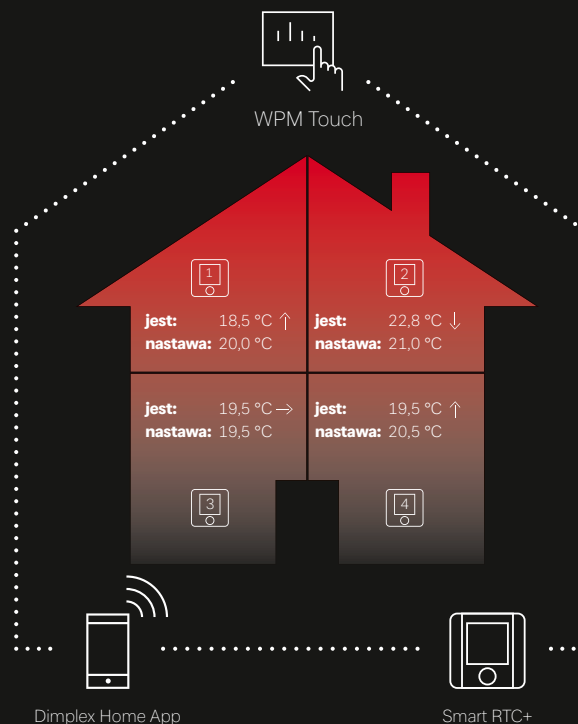 WPM Touch
1
jest: 18,5 °C ↑
nastawa: 20,0 °C
2
jest: 22,8 °C ↓
nastawa: 21,0 °C
jest: 19,5 °C →
nastawa: 19,5 °C
3
jest: 19,5 °C ↑
nastawa: 20,5 °C
4
Dimplex Home App
Smart RTC+